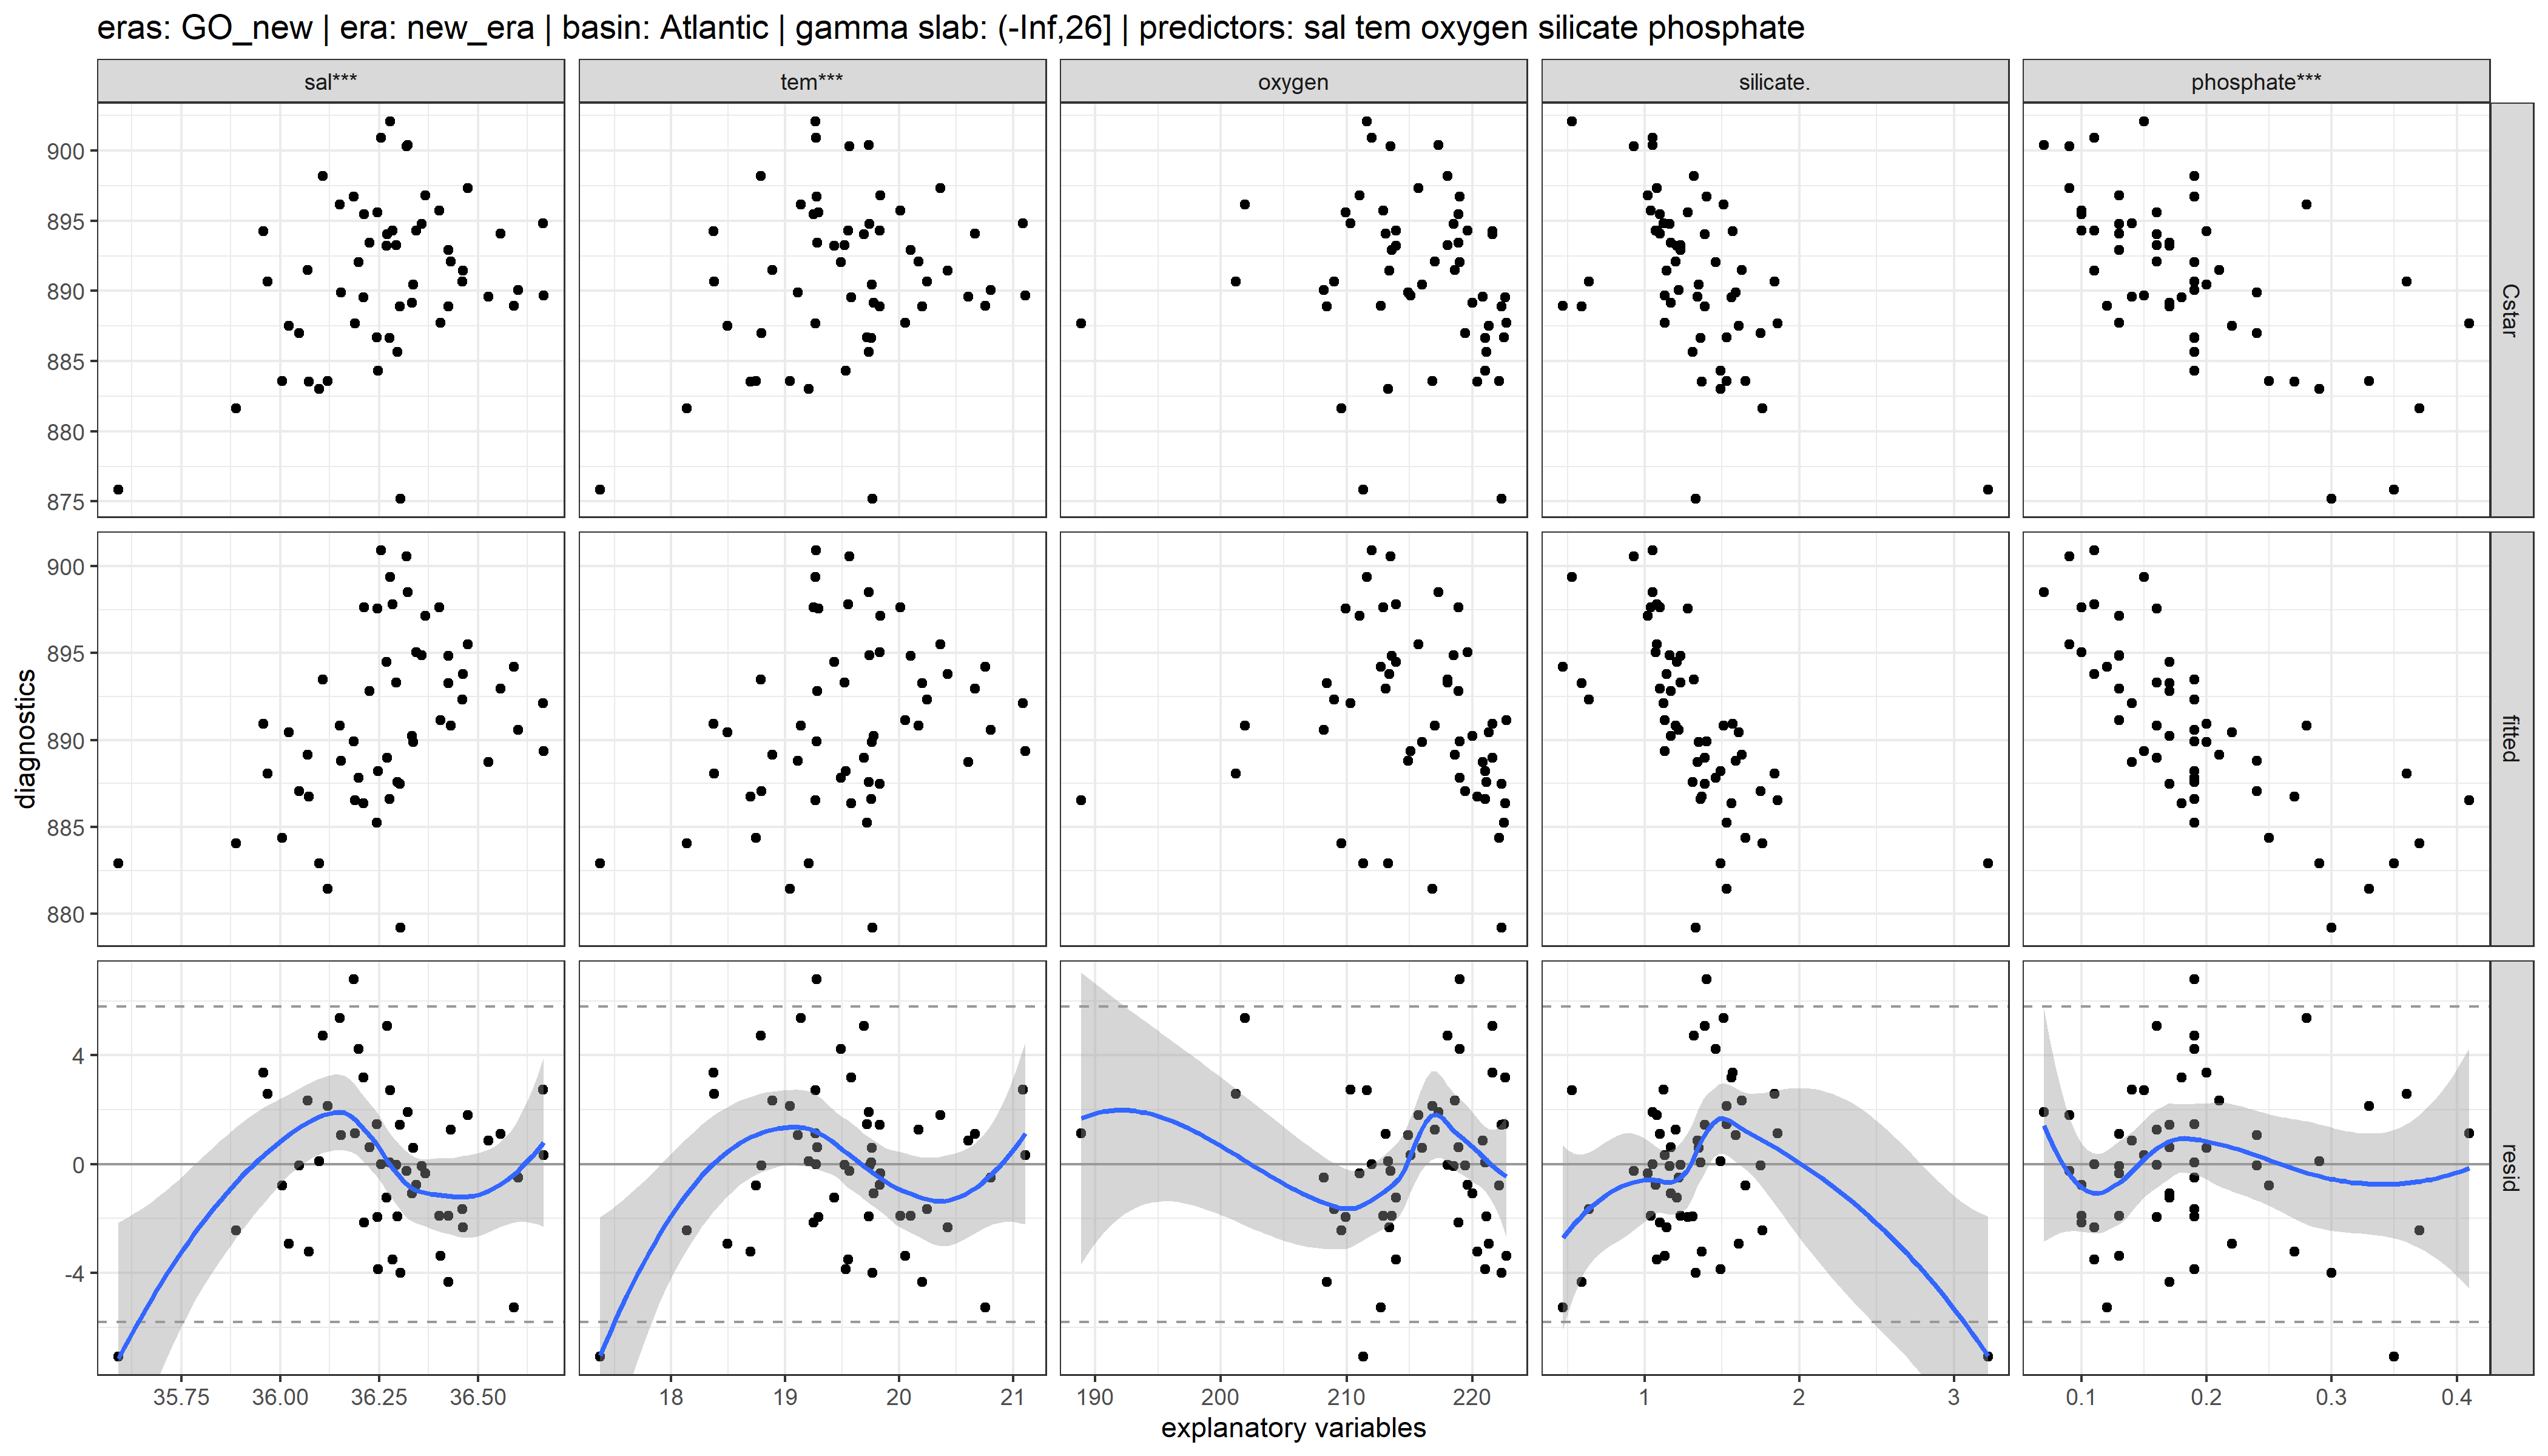 eras: GO_new | era: new_era | basin: Atlantic | gamma slab: (-Inf,26] | predictors: sal tem oxygen silicate phosphate
sal*** tem*** oxygen silicate. phosphate***
900
895
890
885
880
875
Cstar
900
895
890
885
880
fitted
diagnostics
4
0
-4
resid
35.75 36.00 36.25 36.50 18 19 20 21 190 200 210 220 1 2 3 0.1 0.2 0.3 0.4
explanatory variables